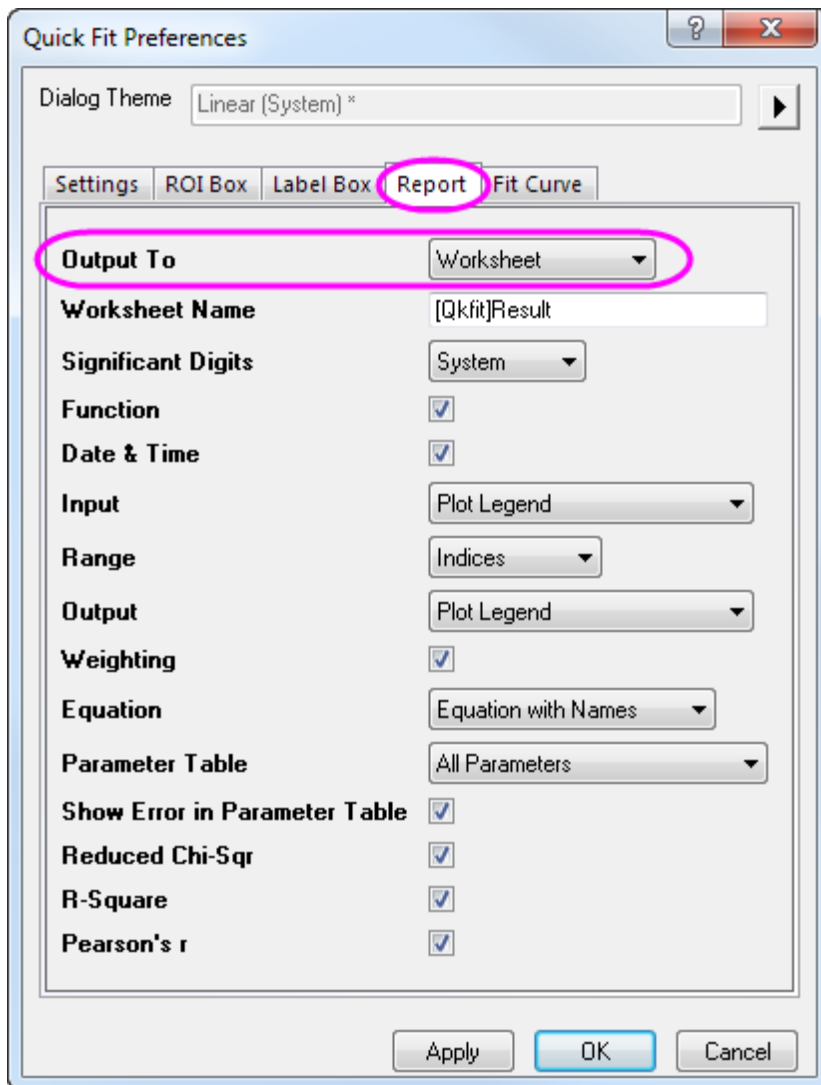 Quick Fit Preferences
Dialog Theme Linear (System) *
Settings ROI Box Label Box Report Fit Curve
Output To Worksheet
Worksheet Name [Qkfit]Result
Significant Digits System
Function
Date & Time
Input Plot Legend
Range Indices
Output Plot Legend
Weighting
Equation Equation with Names
Parameter Table All Parameters
Show Error in Parameter Table
Reduced Chi-Sqr
R-Square
Pearson's r
Apply OK Cancel